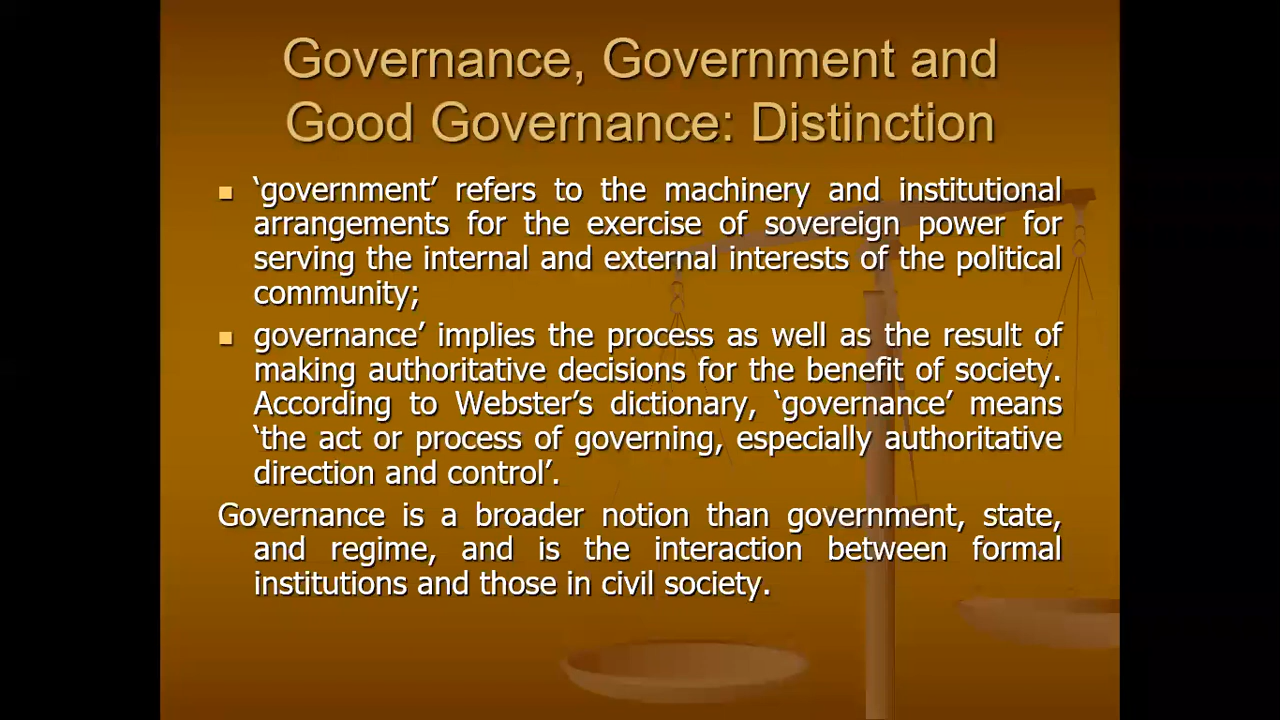 Governance, Government and
Good Governance: Distinction
‘government’ refers to the machinery and institutional
arrangements for the exercise of sovereign power for
serving the internal and external interests of the political
community;
governance’ implies the process as well as the result of
making authoritative decisions for the benefit of society.
According to Webster’s dictionary, ‘governance’ means
‘the act or process of governing, especially authoritative
direction and control’.
Governance is a broader notion than government, state,
and regime, and is the interaction between formal
institutions and those in civil society.